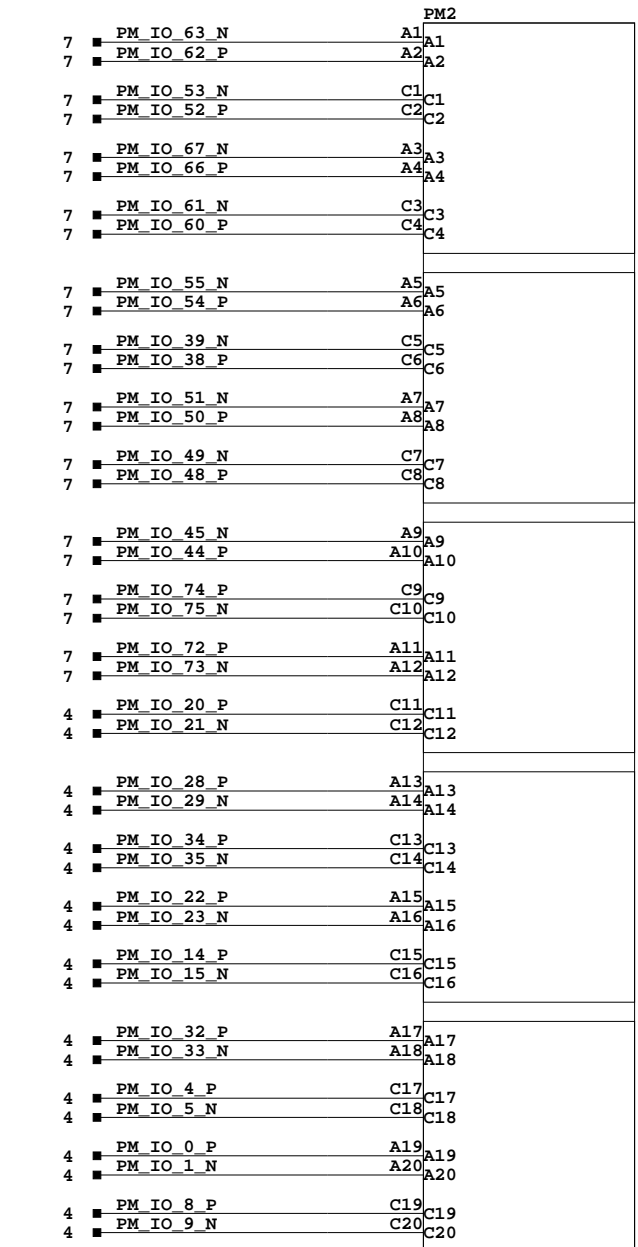 PM2
7 PM_IO_63_N A1 A1
7 PM_IO_62_P A2 A2
7 PM_IO_53_N C1 C1
7 PM_IO_52_P C2 C2
7 PM_IO_67_N A3 A3
7 PM_IO_66_P A4 A4
7 PM_IO_61_N C3 C3
7 PM_IO_60_P C4 C4
7 PM_IO_55_N A5 A5
7 PM_IO_54_P A6 A6
7 PM_IO_39_N C5 C5
7 PM_IO_38_P C6 C6
7 PM_IO_51_N A7 A7
7 PM_IO_50_P A8 A8
7 PM_IO_49_N C7 C7
7 PM_IO_48_P C8 C8
7 PM_IO_45_N A9 A9
7 PM_IO_44_P A10 A10
7 PM_IO_74_P C9 C9
7 PM_IO_75_N C10 C10
7 PM_IO_72_P A11 A11
7 PM_IO_73_N A12 A12
4 PM_IO_20_P C11 C11
4 PM_IO_21_N C12 C12
4 PM_IO_28_P A13 A13
4 PM_IO_29_N A14 A14
4 PM_IO_34_P C13 C13
4 PM_IO_35_N C14 C14
4 PM_IO_22_P A15 A15
4 PM_IO_23_N A16 A16
4 PM_IO_14_P C15 C15
4 PM_IO_15_N C16 C16
4 PM_IO_32_P A17 A17
4 PM_IO_33_N A18 A18
4 PM_IO_4_P C17 C17
4 PM_IO_5_N C18 C18
4 PM_IO_0_P A19 A19
4 PM_IO_1_N A20 A20
4 PM_IO_8_P C19 C19
4 PM_IO_9_N C20 C20